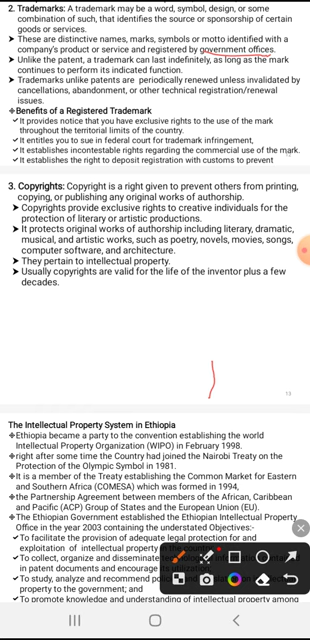 2. Trademarks: A trademark may be a word, symbol, design, or some
combination of such, that identifies the source or sponsorship of certain
goods or services.
➤ These are distinctive names, marks, symbols or motto identified with a
company's product or service and registered by government offices.
➤ Unlike the patent, a trademark can last indefinitely, as long as the mark
continues to perform its indicated function.
➤ Trademarks unlike patents are periodically renewed unless invalidated by
cancellations, abandonment, or other technical registration/renewal
issues.
❖Benefits of a Registered Trademark
✓It provides notice that you have exclusive rights to the use of the mark
throughout the territorial limits of the country.
✓It entitles you to sue in federal court for trademark infringement,
✓It establishes incontestable rights regarding the commercial use of the mark.
✓It establishes the right to deposit registration with customs to prevent
3. Copyrights: Copyright is a right given to prevent others from printing,
copying, or publishing any original works of authorship.
➤ Copyrights provide exclusive rights to creative individuals for the
protection of literary or artistic productions.
➤ It protects original works of authorship including literary, dramatic,
musical, and artistic works, such as poetry, novels, movies, songs,
computer software, and architecture.
➤ They pertain to intellectual property.
➤ Usually copyrights are valid for the life of the inventor plus a few
decades.
13
The Intellectual Property System in Ethiopia
❖Ethiopia became a party to the convention establishing the world
Intellectual Property Organization (WIPO) in February 1998.
❖right after some time the Country had joined the Nairobi Treaty on the
Protection of the Olympic Symbol in 1981.
❖It is a member of the Treaty establishing the Common Market for Eastern
and Southern Africa (COMESA) which was formed in 1994,
❖the Partnership Agreement between members of the African, Caribbean
and Pacific (ACP) Group of States and the European Union (EU).
❖The Ethiopian Government established the Ethiopian Intellectual Property
Office in the year 2003 containing the understated Objectives:-
✓To facilitate the provision of adequate legal protection for and
exploitation of intellectual property
✓To collect, organize and disseminate
in patent documents and encourage
✓To study, analyze and recommend
property to the government; and
✓To promote knowledge and understanding of intellectual property among